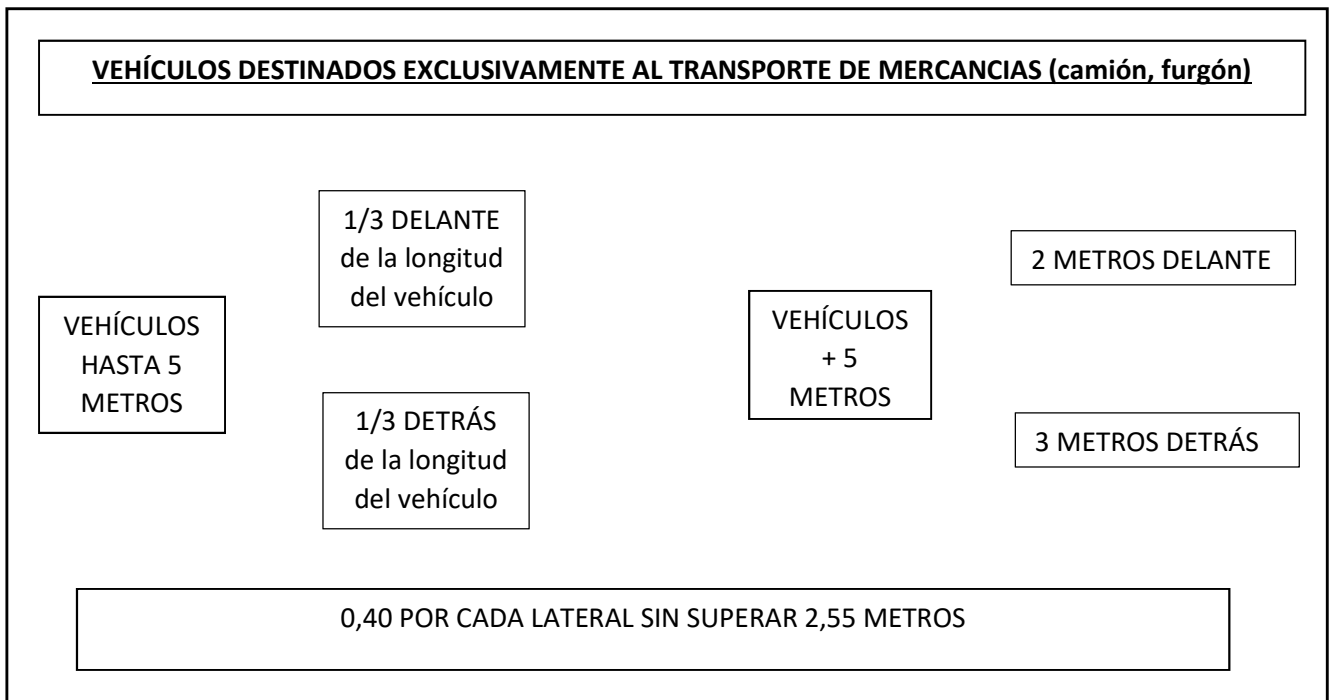 VEHÍCULOS DESTINADOS EXCLUSIVAMENTE AL TRANSPORTE DE MERCANCIAS (camión, furgón)
VEHÍCULOS
HASTA 5
METROS
1/3 DELANTE
de la longitud
del vehículo
1/3 DETRÁS
de la longitud
del vehículo
VEHÍCULOS
+ 5
METROS
2 METROS DELANTE
3 METROS DETRÁS
0,40 POR CADA LATERAL SIN SUPERAR 2,55 METROS